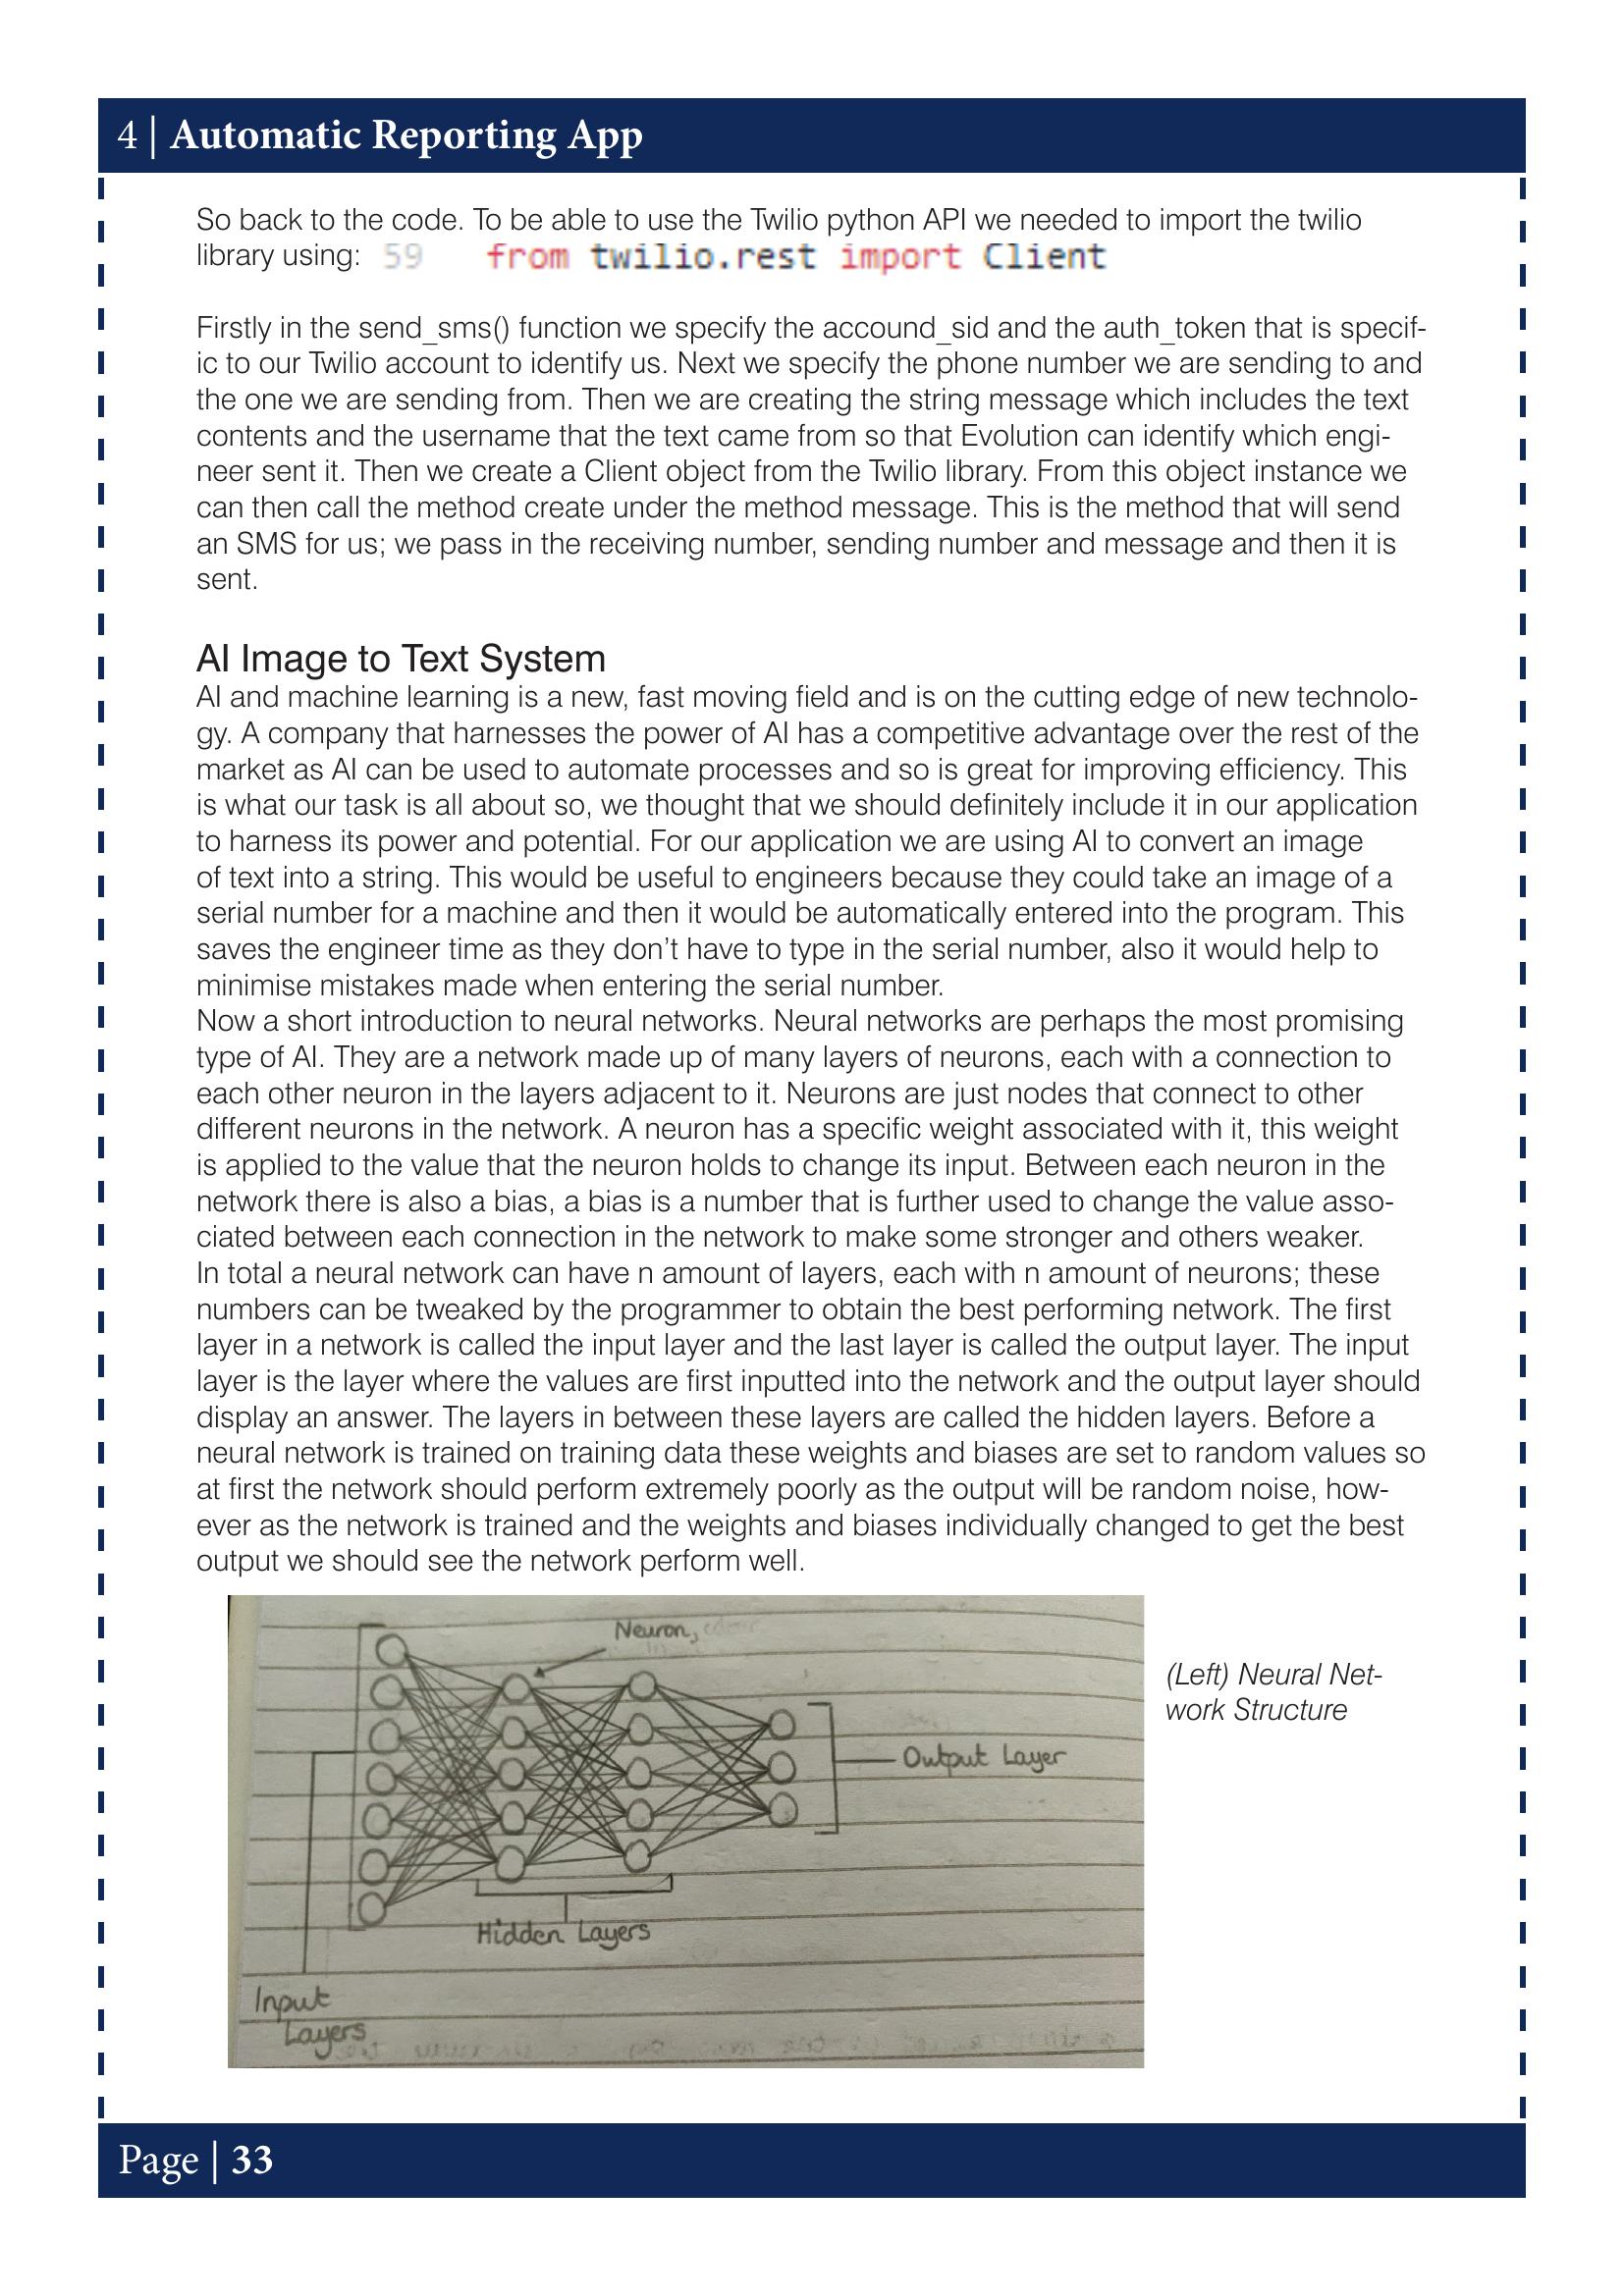 4 | Automatic Reporting App
So back to the code. To be able to use the Twilio python API we needed to import the twilio
library using: 59 from twilio.rest import Client
Firstly in the send_sms() function we specify the accound_sid and the auth_token that is specif-
ic to our Twilio account to identify us. Next we specify the phone number we are sending to and
the one we are sending from. Then we are creating the string message which includes the text
contents and the username that the text came from so that Evolution can identify which engi-
neer sent it. Then we create a Client object from the Twilio library. From this object instance we
can then call the method create under the method message. This is the method that will send
an SMS for us; we pass in the receiving number, sending number and message and then it is
sent.
AI Image to Text System
AI and machine learning is a new, fast moving field and is on the cutting edge of new technolo-
gy. A company that harnesses the power of AI has a competitive advantage over the rest of the
market as AI can be used to automate processes and so is great for improving efficiency. This
is what our task is all about so, we thought that we should definitely include it in our application
to harness its power and potential. For our application we are using AI to convert an image
of text into a string. This would be useful to engineers because they could take an image of a
serial number for a machine and then it would be automatically entered into the program. This
saves the engineer time as they don't have to type in the serial number, also it would help to
minimise mistakes made when entering the serial number.
Now a short introduction to neural networks. Neural networks are perhaps the most promising
type of AI. They are a network made up of many layers of neurons, each with a connection to
each other neuron in the layers adjacent to it. Neurons are just nodes that connect to other
different neurons in the network. A neuron has a specific weight associated with it, this weight
is applied to the value that the neuron holds to change its input. Between each neuron in the
network there is also a bias, a bias is a number that is further used to change the value asso-
ciated between each connection in the network to make some stronger and others weaker.
In total a neural network can have n amount of layers, each with n amount of neurons; these
numbers can be tweaked by the programmer to obtain the best performing network. The first
layer in a network is called the input layer and the last layer is called the output layer. The input
layer is the layer where the values are first inputted into the network and the output layer should
display an answer. The layers in between these layers are called the hidden layers. Before a
neural network is trained on training data these weights and biases are set to random values so
at first the network should perform extremely poorly as the output will be random noise, how-
ever as the network is trained and the weights and biases individually changed to get the best
output we should see the network perform well.
Neuron,
(Left) Neural Net-
work Structure
Output Layer
Hidden Layers
Input
Layers
Page | 33